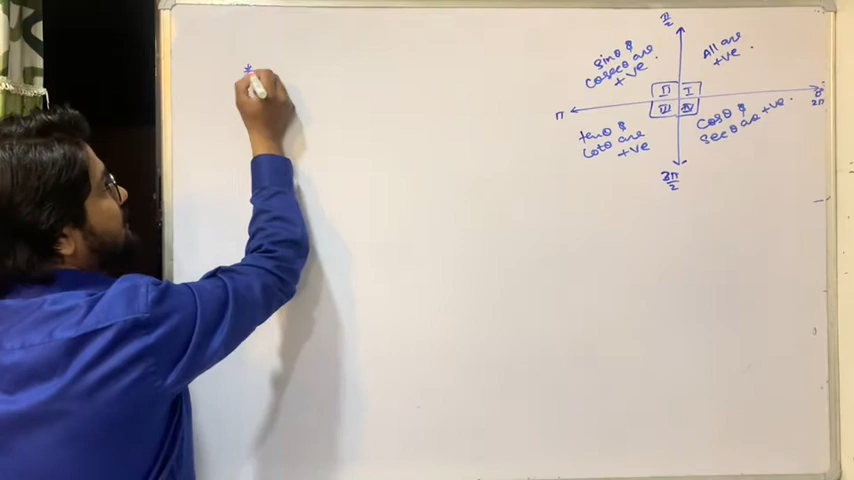 *
π/2
sinθ &
cosecθ are
+ve.
All are
+ve.
II I
III IV
π
0°
2π
tanθ &
cotθ are
+ve
cosθ &
secθ are +ve.
3π/2